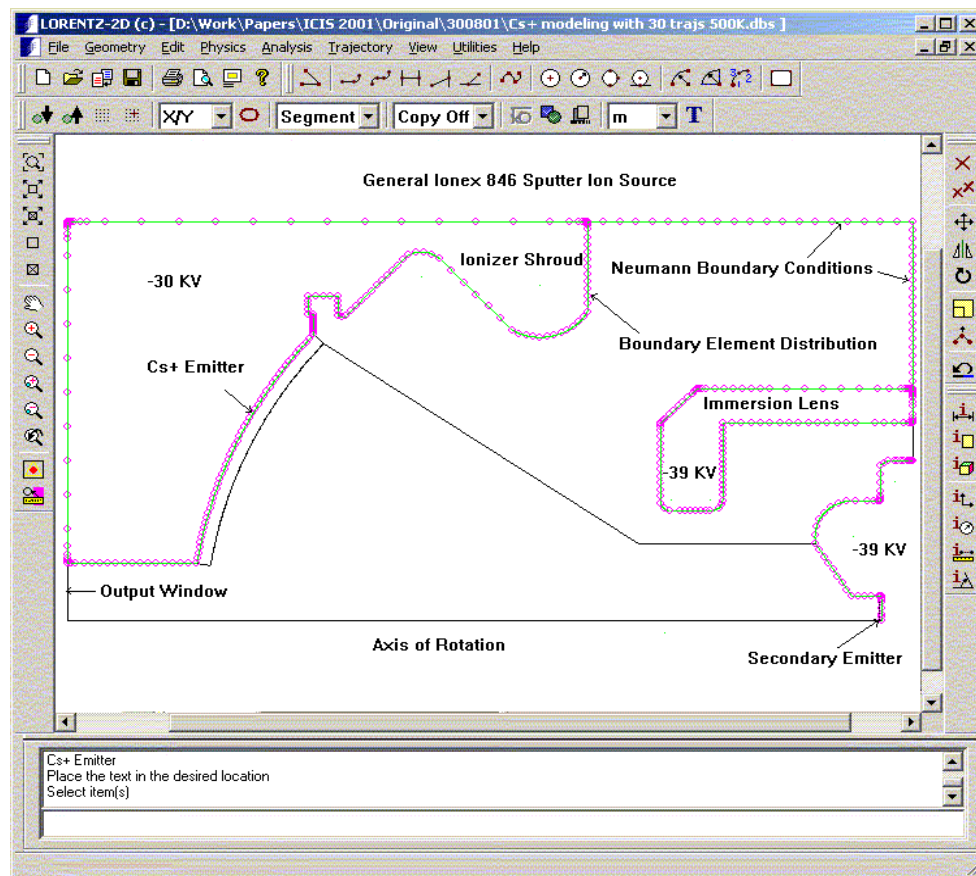 LORENTZ-2D (c) - [D:\Work\Papers\ICIS 2001\Original\300801\Cs+ modeling with 30 trajs 500K.dbs ]
File Geometry Edit Physics Analysis Trajectory View Utilities Help
X/Y Segment Copy Off m T
General Ionex 846 Sputter Ion Source
Ionizer Shroud
Neumann Boundary Conditions
-30 KV
Boundary Element Distribution
Cs+ Emitter
Immersion Lens
-39 KV
-39 KV
Output Window
Axis of Rotation
Secondary Emitter
Cs+ Emitter
Place the text in the desired location
Select item(s)